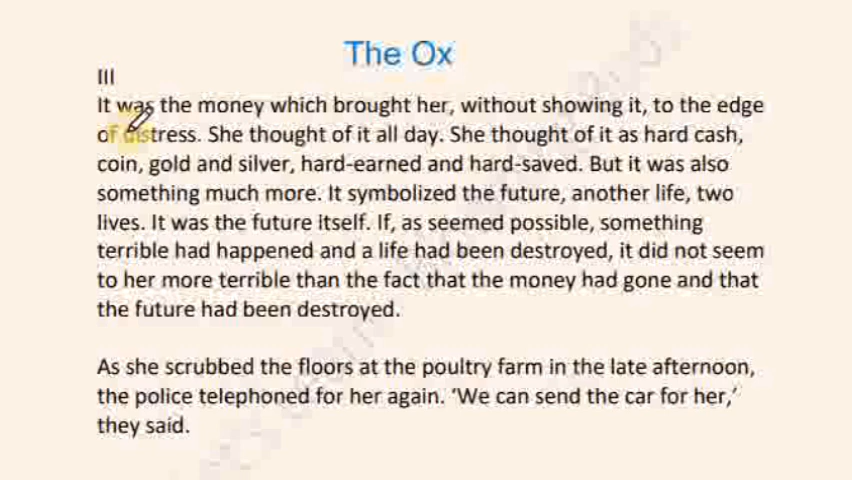 The Ox
III
It was the money which brought her, without showing it, to the edge
of distress. She thought of it all day. She thought of it as hard cash,
coin, gold and silver, hard-earned and hard-saved. But it was also
something much more. It symbolized the future, another life, two
lives. It was the future itself. If, as seemed possible, something
terrible had happened and a life had been destroyed, it did not seem
to her more terrible than the fact that the money had gone and that
the future had been destroyed.
As she scrubbed the floors at the poultry farm in the late afternoon,
the police telephoned for her again. ‘We can send the car for her,’
they said.